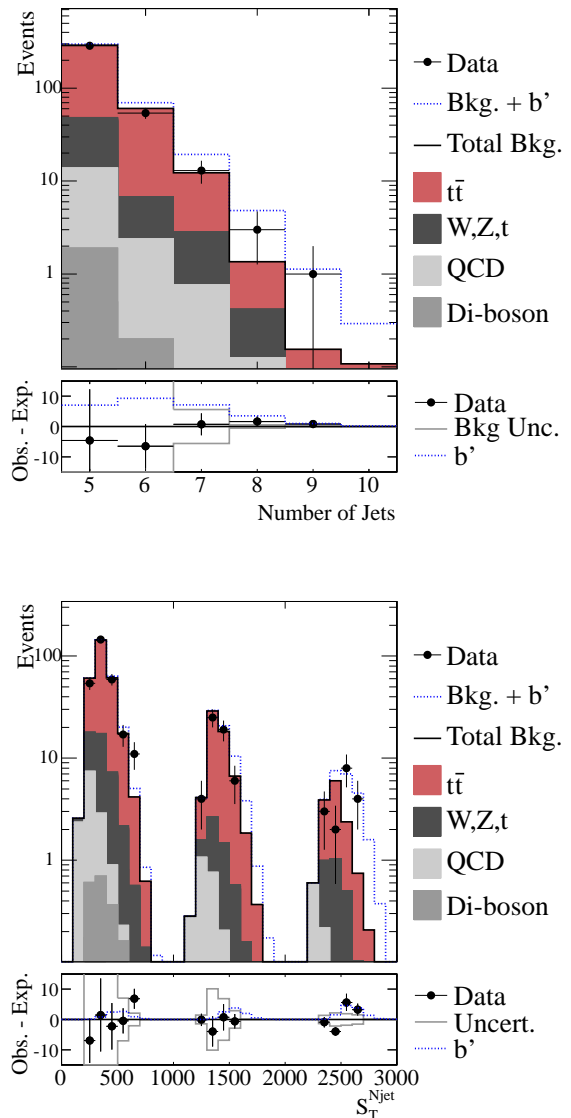 Events
100
10
1
Data
Bkg. + b'
Total Bkg.
tt̄
W,Z,t
QCD
Di-boson
Obs. - Exp.
10
0
-10
5 6 7 8 9 10
Number of Jets
Data
Bkg Unc.
b'
Events
100
10
1
Data
Bkg. + b'
Total Bkg.
tt̄
W,Z,t
QCD
Di-boson
Obs. - Exp.
10
0
-10
0 500 1000 1500 2000 2500 3000
S_T^Njet
Data
Uncert.
b'